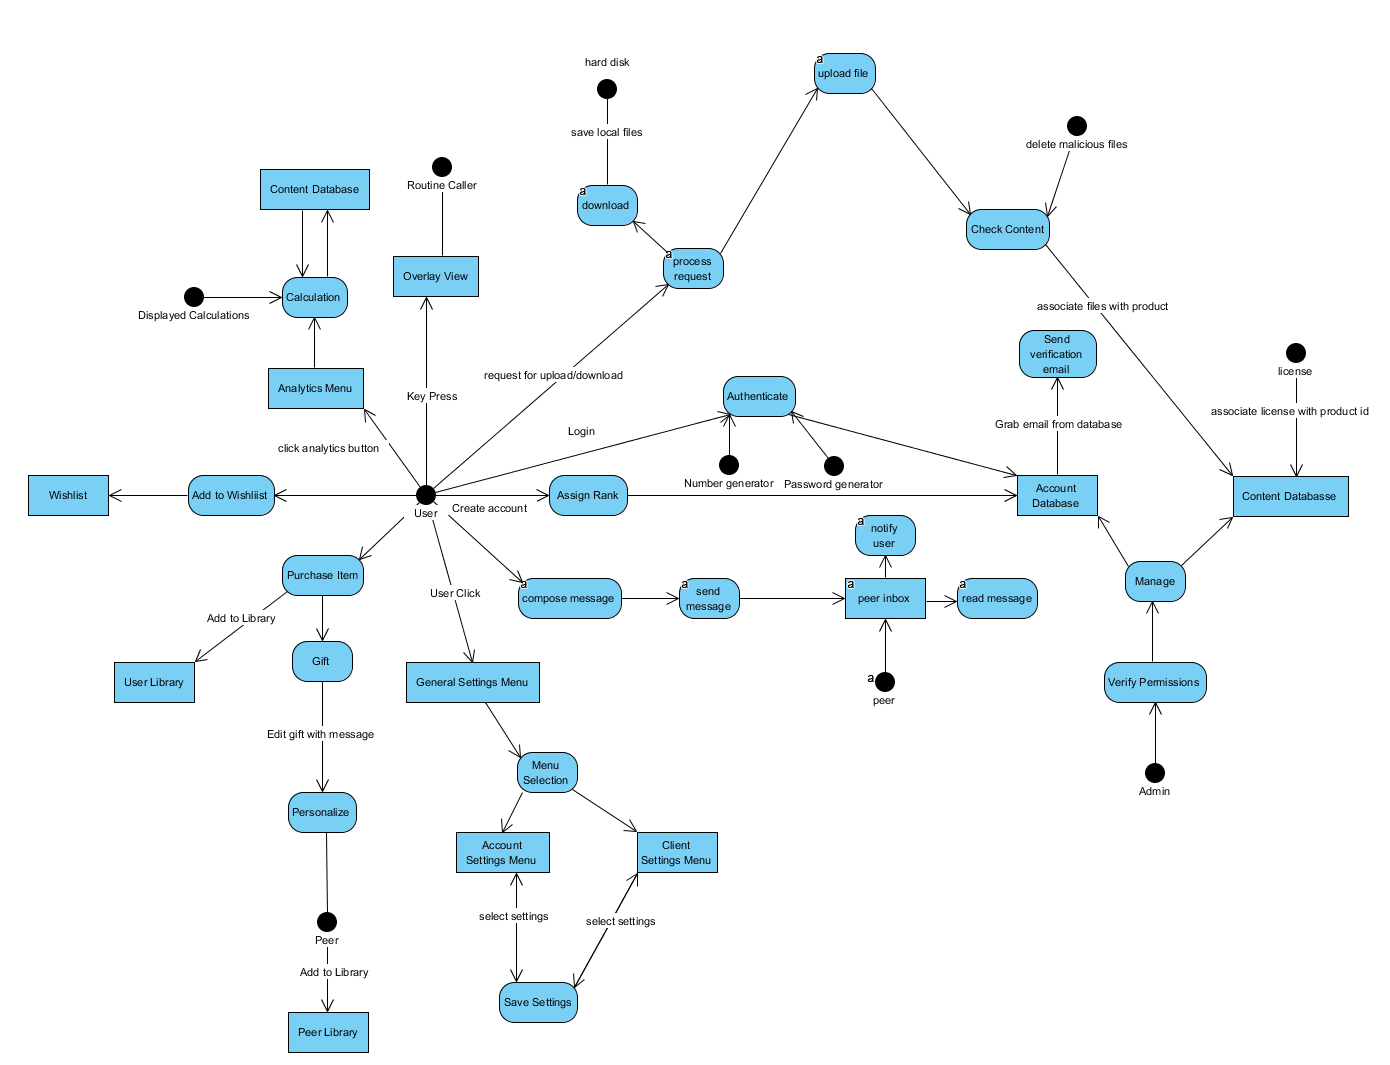 hard disk
a
upload file
save local files
delete malicious files
Content Database
Routine Caller
a
download
Check Content
a
process
request
Overlay View
Calculation
Displayed Calculations
associate files with product
Send
verification
email
license
Analytics Menu
request for upload/download
Key Press
Authenticate
associate license with product id
Grab email from database
Login
click analytics button
Number generator
Password generator
Wishlist
Add to Wishliist
User
Create account
Assign Rank
Account
Database
Content Databasse
a
notify
user
Purchase Item
User Click
a
compose message
a
send
message
a
peer inbox
a
read message
Manage
Add to Library
Gift
User Library
General Settings Menu
a
peer
Verify Permissions
Edit gift with message
Menu
Selection
Admin
Personalize
Account
Settings Menu
Client
Settings Menu
select settings
select settings
Peer
Add to Library
Save Settings
Peer Library